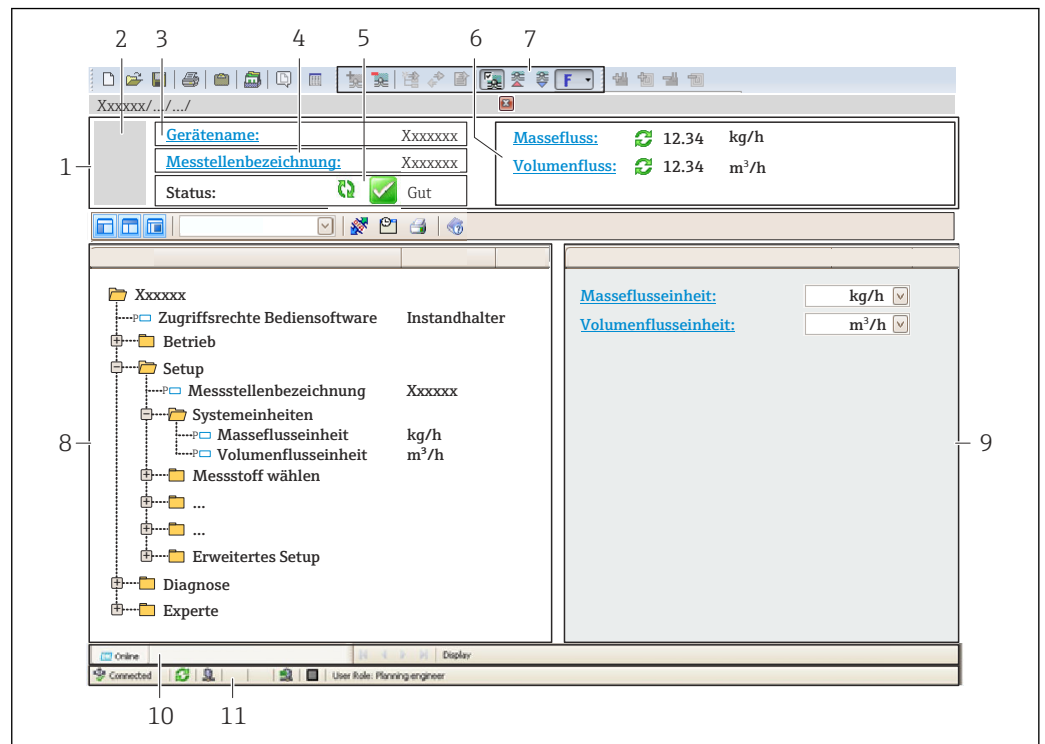 2 3 4 5 6 7
F
Xxxxxx/.../.../
1
Gerätename: Xxxxxxx
Messtellenbezeichnung: Xxxxxxx
Status: Gut
Massefluss: 12.34 kg/h
Volumenfluss: 12.34 m³/h
8
Xxxxxx
P Zugriffsrechte Bediensoftware Instandhalter
Betrieb
Setup
P Messstellenbezeichnung Xxxxxx
Systemeinheiten
P Masseflusseinheit kg/h
P Volumenflusseinheit m³/h
Messstoff wählen
...
...
Erweitertes Setup
Diagnose
Experte
Masseflusseinheit: kg/h
Volumenflusseinheit: m³/h
9
Online Display
Connected User Role: Planning engineer
10 11